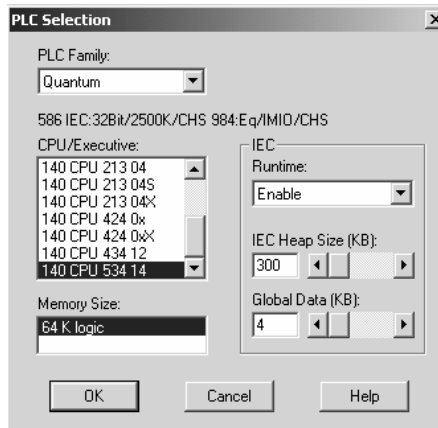 PLC Selection
PLC Family:
Quantum
586 IEC:32Bit/2500K/CHS 984:Eq/IMIO/CHS
CPU/Executive:
140 CPU 213 04
140 CPU 213 04S
140 CPU 213 04X
140 CPU 424 0x
140 CPU 424 0xX
140 CPU 434 12
140 CPU 534 14
Memory Size:
64 K logic
IEC
Runtime:
Enable
IEC Heap Size (KB):
300
Global Data (KB):
4
OK
Cancel
Help